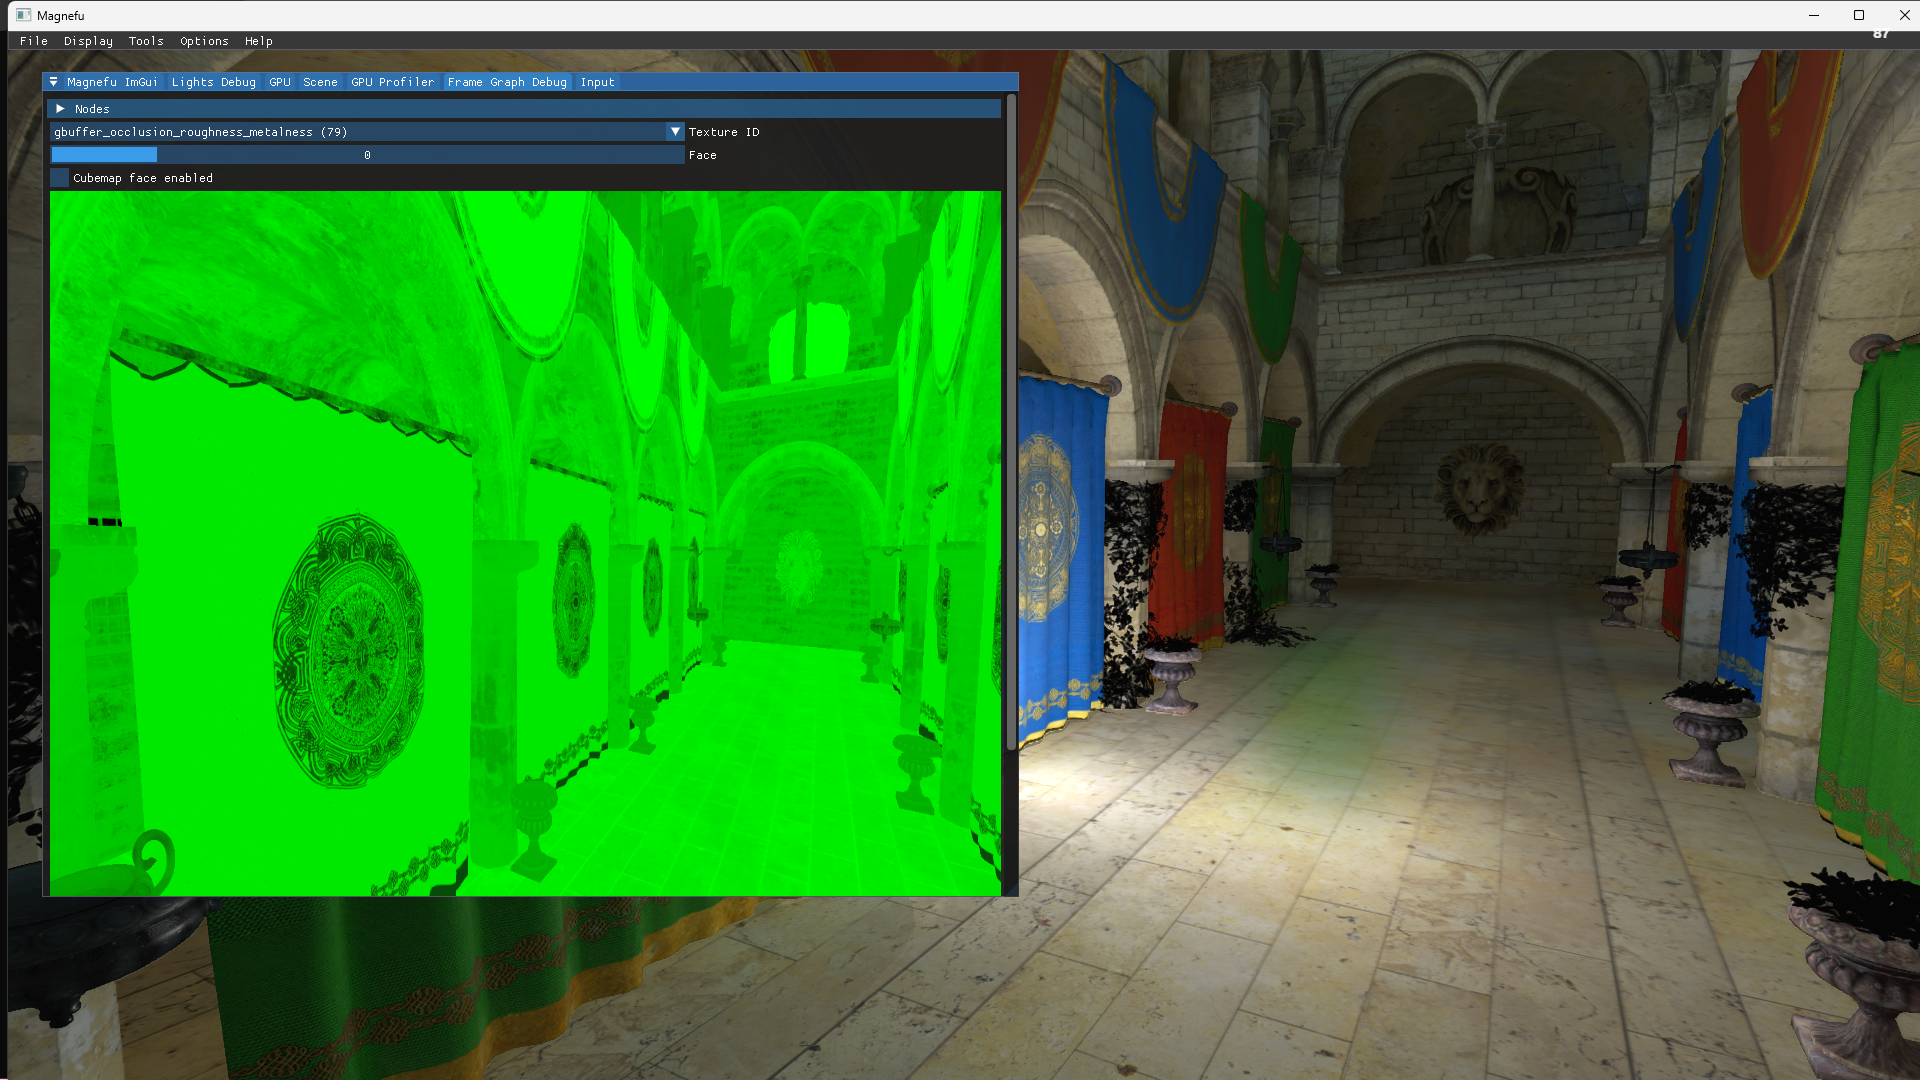 Magnefu
File Display Tools Options Help
87
Magnefu ImGui Lights Debug GPU Scene GPU Profiler Frame Graph Debug Input
Nodes
gbuffer_occlusion_roughness_metalness (79) Texture ID
0 Face
Cubemap face enabled